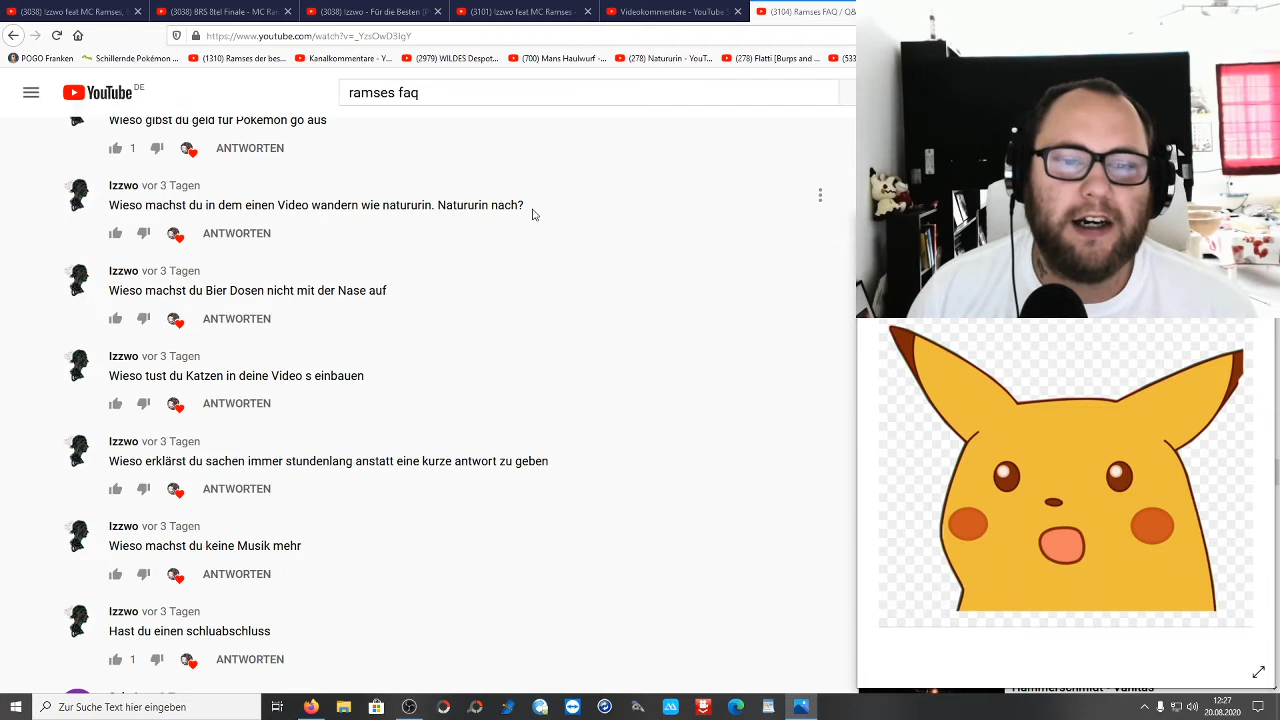 (3038) Izzwo feat MC Ramses,
(3038) BRS 8tel Finale - MC Ran
(3038) Izzwo - Für die Besten [P
(3101) Izzwo feat MC Ramses -
Videokommentare - YouTube S
(3104) Ramses FAQ / Q&A
https://www.youtube.com/watch?v=_YzsOwD3IgY
POGO Franken
Schillernde Pokémon ...
(1310) Ramses der bes...
Kanalkommentare - Y...
(2979) WILDES Depot...
(700) Mans Haulwurf -...
(278) Natururin - YouT...
(278) Flatti [Burps and ...
(533
YouTube DE
ramses faq
Wieso gibst du geld für Pokemon go aus
1 ANTWORTEN
Izzwo vor 3 Tagen
Wieso machst du in dem einen Video wandern wie natururin. Natururin nach?
ANTWORTEN
Izzwo vor 3 Tagen
Wieso machst du Bier Dosen nicht mit der Nase auf
ANTWORTEN
Izzwo vor 3 Tagen
Wieso tust du Katzen in deine Video s einbauen
ANTWORTEN
Izzwo vor 3 Tagen
Wieso erklärst du sachen immer stundenlang anstatt eine kurze antwort zu geben
ANTWORTEN
Izzwo vor 3 Tagen
Wieso machst du keine Musik mehr
ANTWORTEN
Izzwo vor 3 Tagen
Hast du einen schluabschluss
1 ANTWORTEN
Hammerschmidt - Vanitas
Zur Suche Text hier eingeben
12:27
20.08.2020